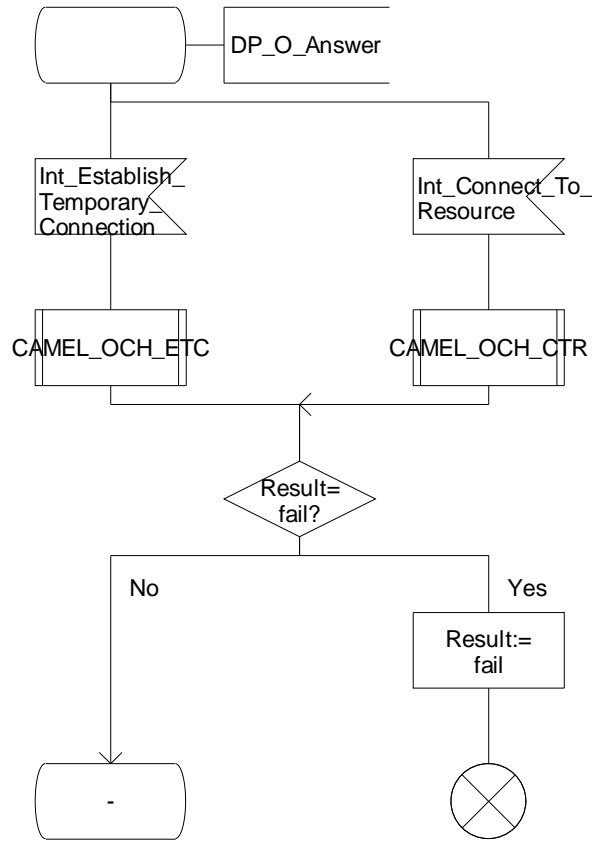 DP_O_Answer
Int_Establish_
Temporary_
Connection
Int_Connect_To_
Resource
CAMEL_OCH_ETC
CAMEL_OCH_CTR
Result=
fail?
No
Yes
Result:=
fail
-